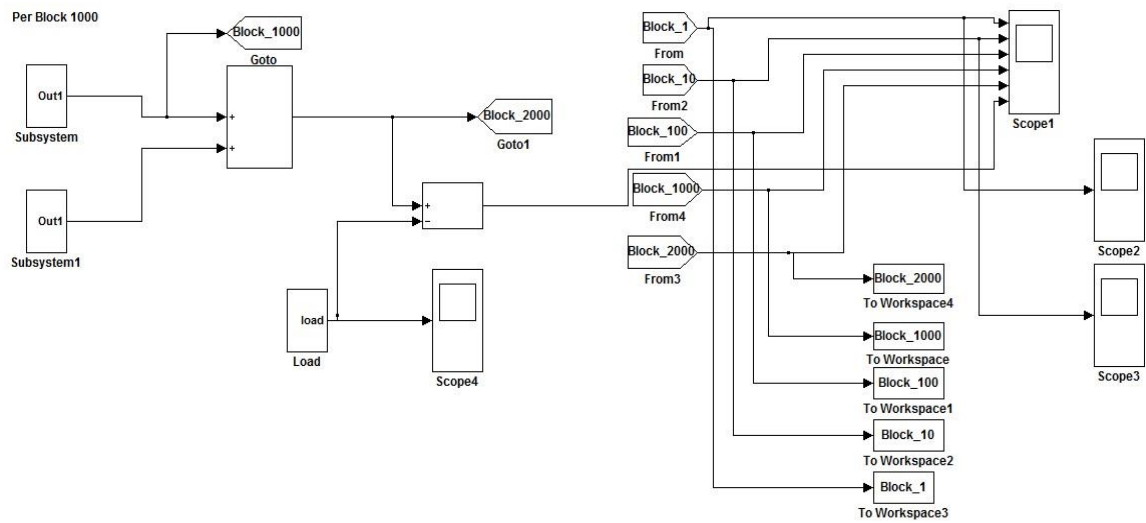 Per Block 1000
Block_1000
Goto
Out1
Subsystem
+
+
Block_2000
Goto1
Out1
Subsystem1
+
−
load
Load
Scope4
Block_1
From
Block_10
From2
Block_100
From1
Block_1000
From4
Block_2000
From3
Scope1
Scope2
Scope3
Block_2000
To Workspace4
Block_1000
To Workspace
Block_100
To Workspace1
Block_10
To Workspace2
Block_1
To Workspace3